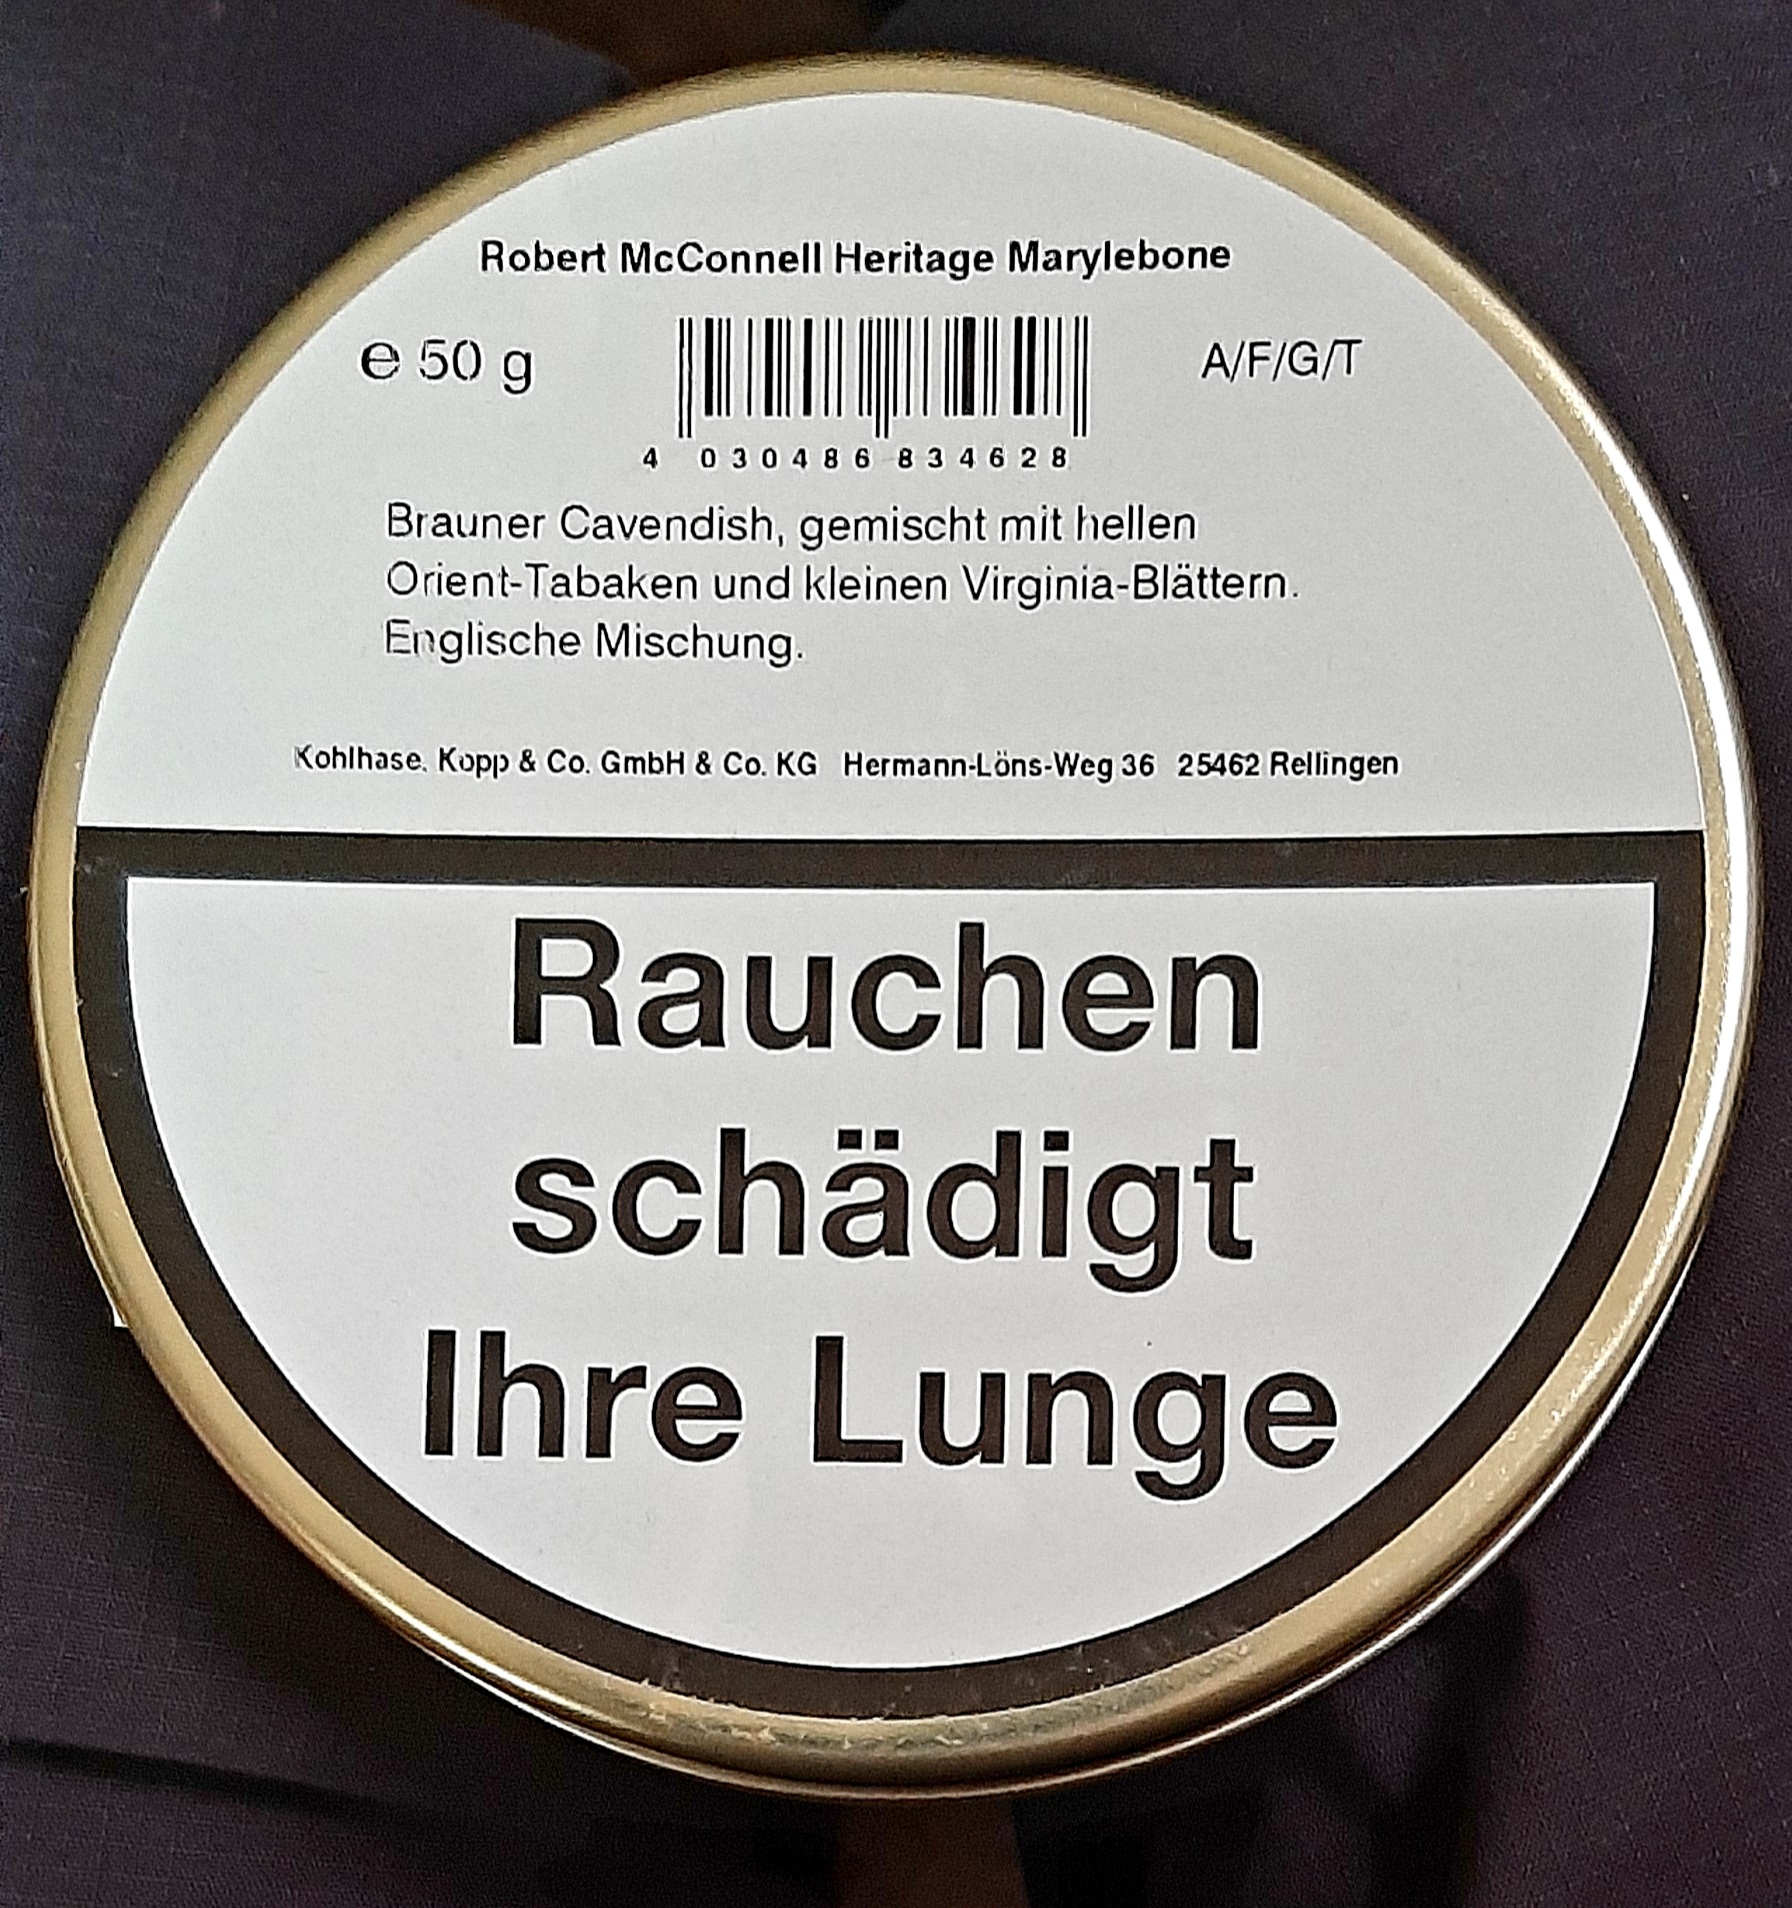 Robert McConnell Heritage Marylebone
e 50 g
A/F/G/T
4 030486 834628
Brauner Cavendish, gemischt mit hellen
Orient-Tabaken und kleinen Virginia-Blättern.
Englische Mischung.
Kohlhase, Kopp & Co. GmbH & Co. KG Hermann-Löns-Weg 36 25462 Rellingen
Rauchen
schädigt
Ihre Lunge